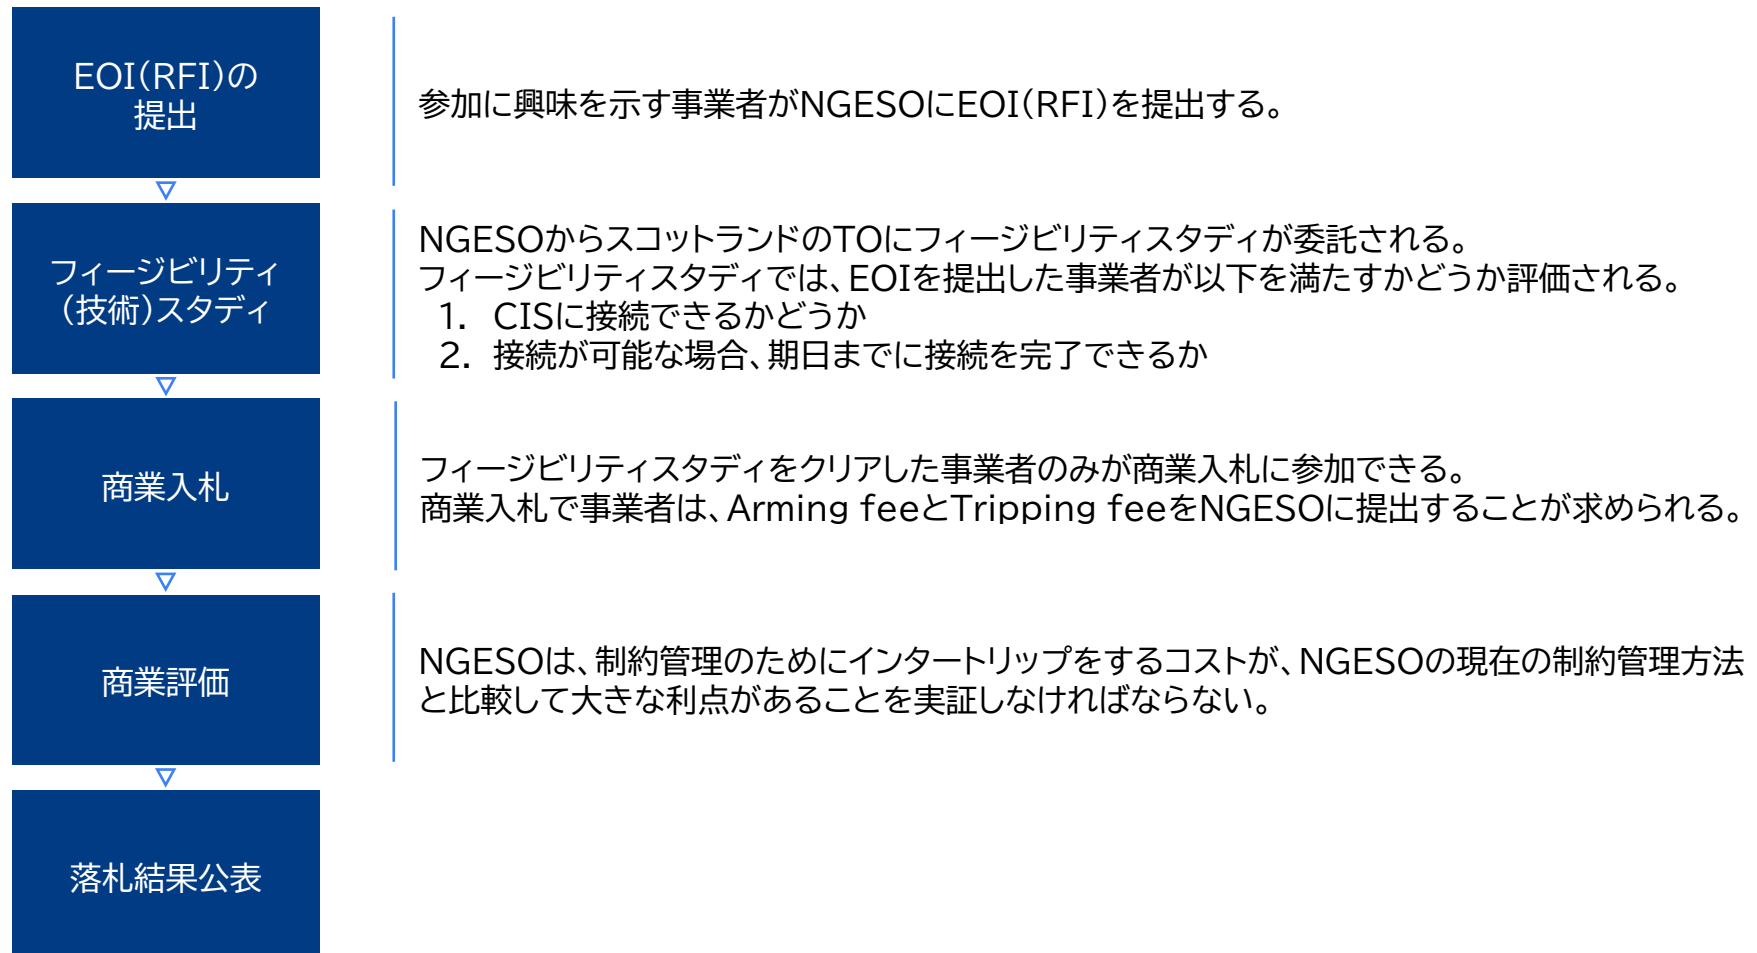 EOI(RFI)の
提出
参加に興味を示す事業者がNGESOにEOI(RFI)を提出する。
フィージビリティ
(技術)スタディ
NGESOからスコットランドのTOにフィージビリティスタディが委託される。
フィージビリティスタディでは、EOIを提出した事業者が以下を満たすかどうか評価される。
1. CISに接続できるかどうか
2. 接続が可能な場合、期日までに接続を完了できるか
商業入札
フィージビリティスタディをクリアした事業者のみが商業入札に参加できる。
商業入札で事業者は、Arming feeとTripping feeをNGESOに提出することが求められる。
商業評価
NGESOは、制約管理のためにインタートリップをするコストが、NGESOの現在の制約管理方法
と比較して大きな利点があることを実証しなければならない。
落札結果公表